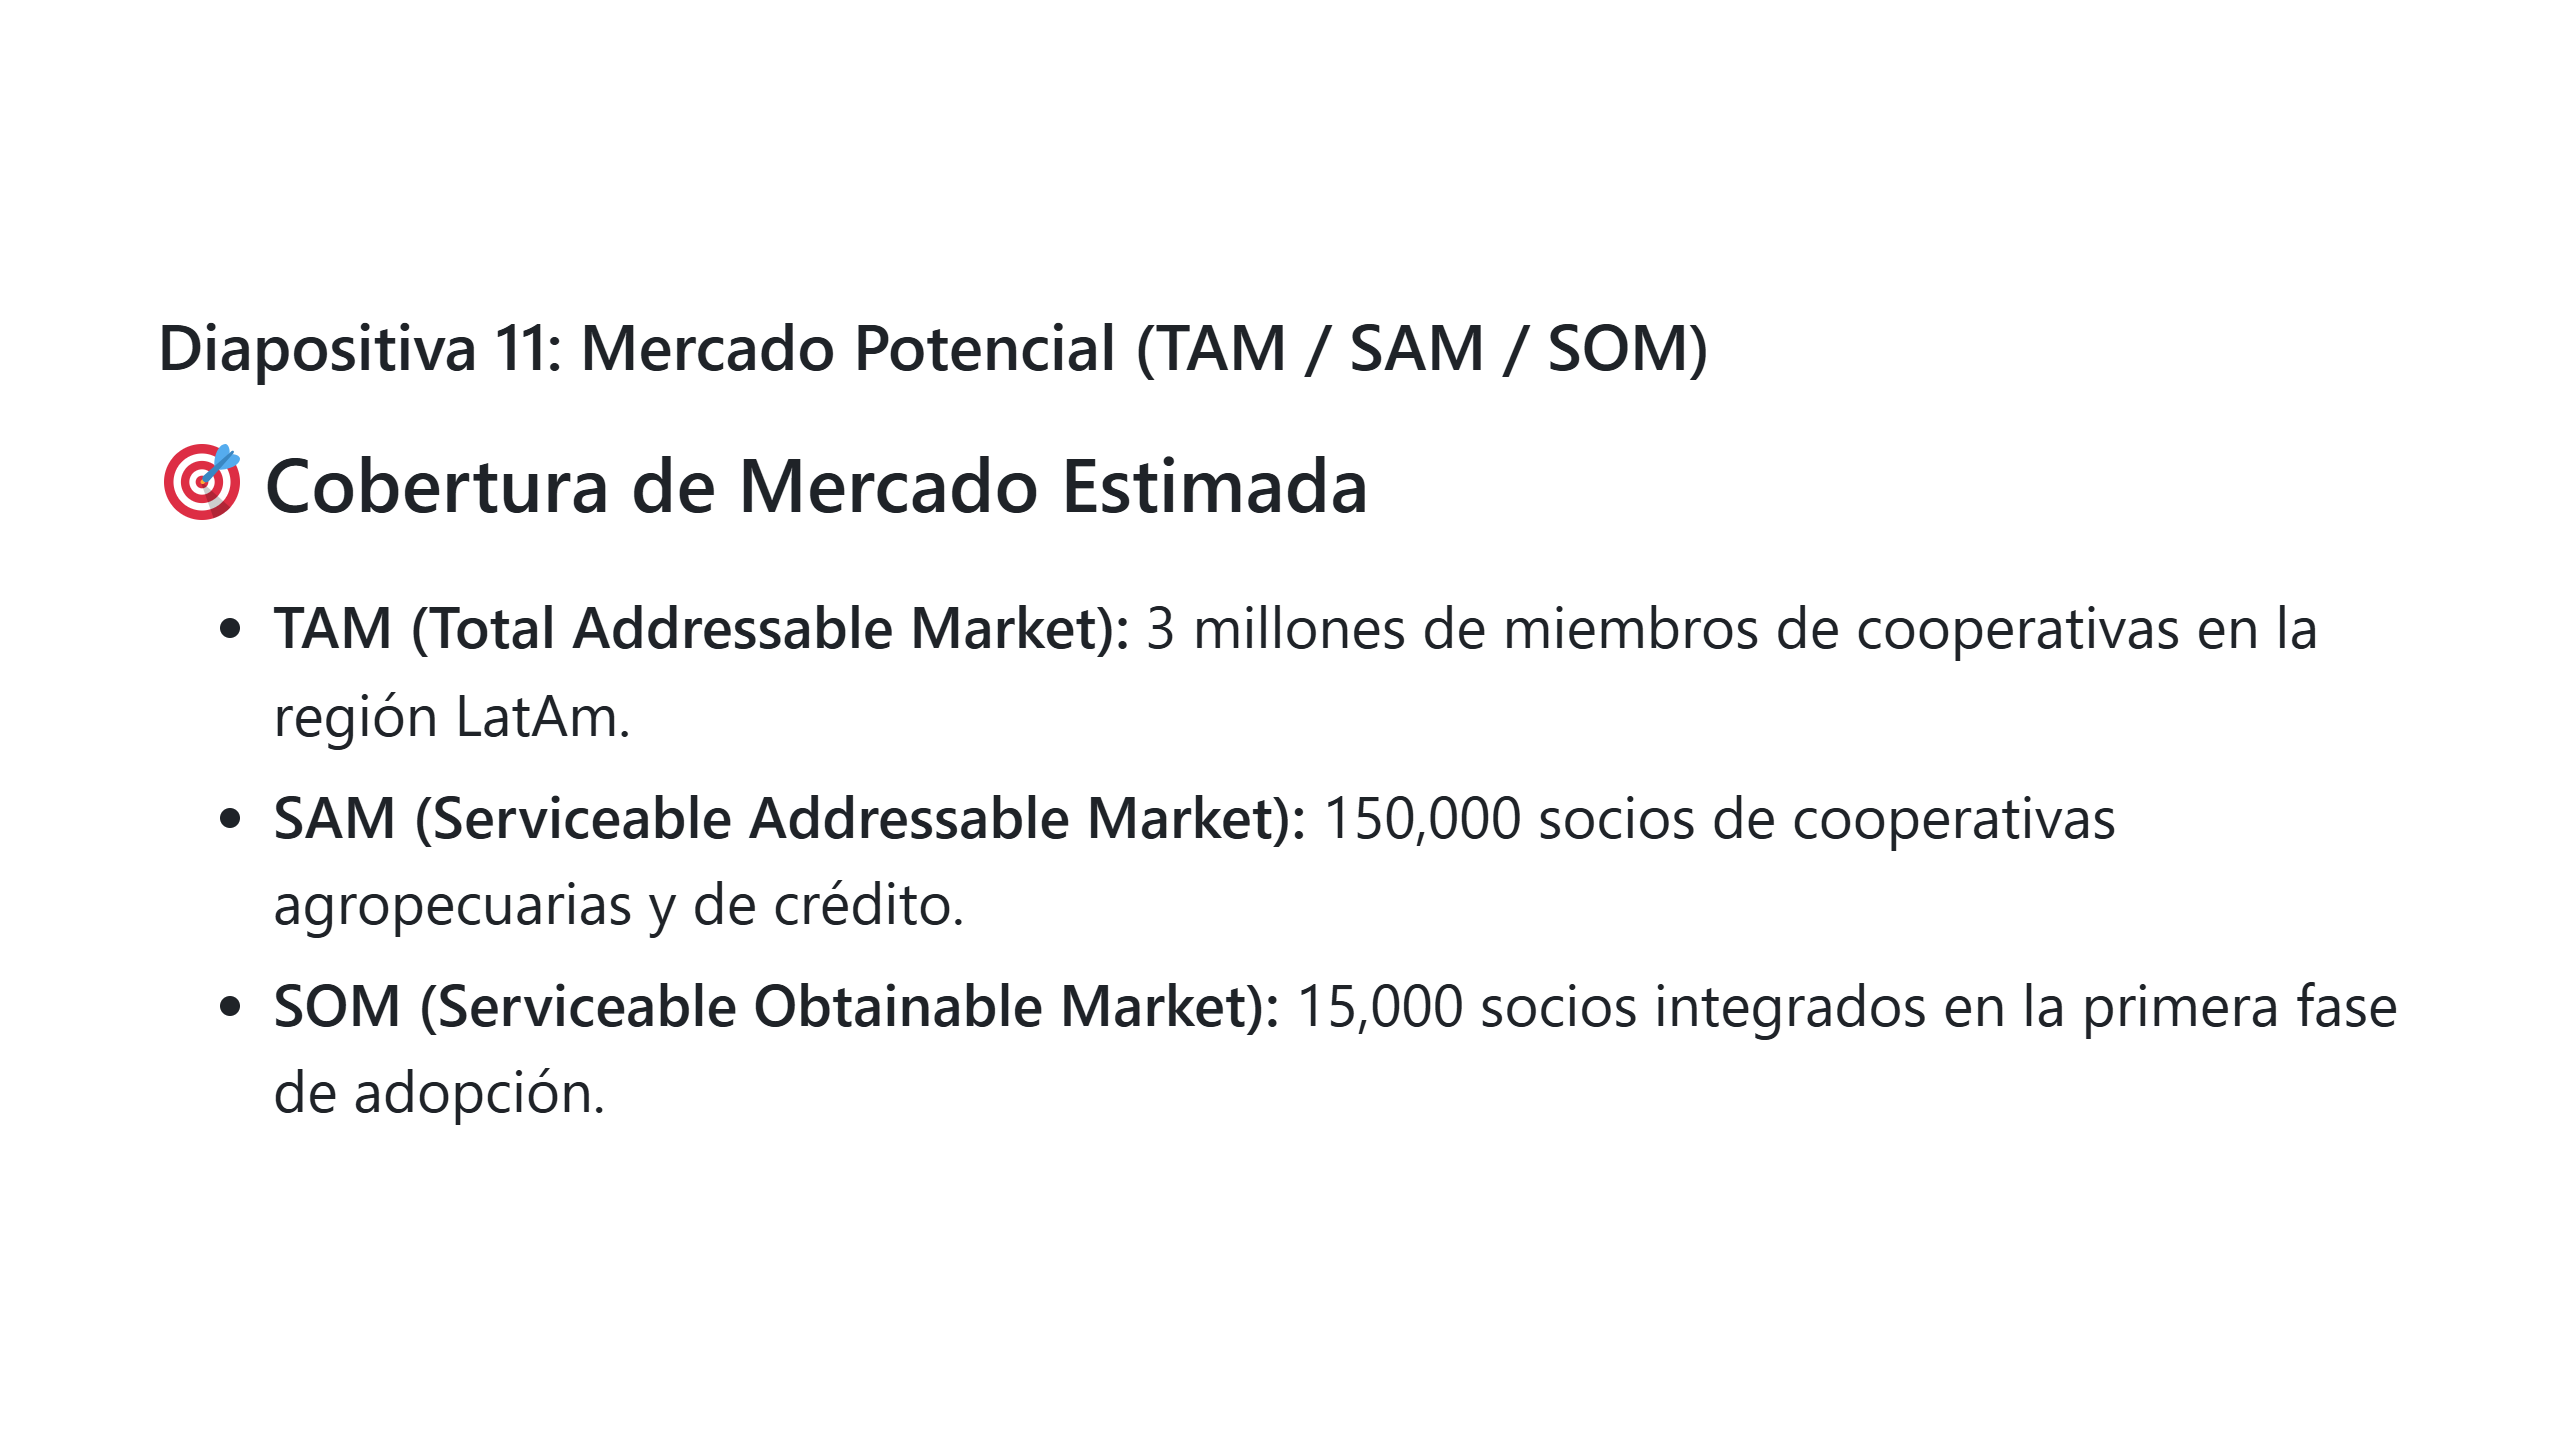 Diapositiva 11: Mercado Potencial (TAM / SAM / SOM)
🎯 Cobertura de Mercado Estimada
• TAM (Total Addressable Market): 3 millones de miembros de cooperativas en la
región LatAm.
• SAM (Serviceable Addressable Market): 150,000 socios de cooperativas
agropecuarias y de crédito.
• SOM (Serviceable Obtainable Market): 15,000 socios integrados en la primera fase
de adopción.